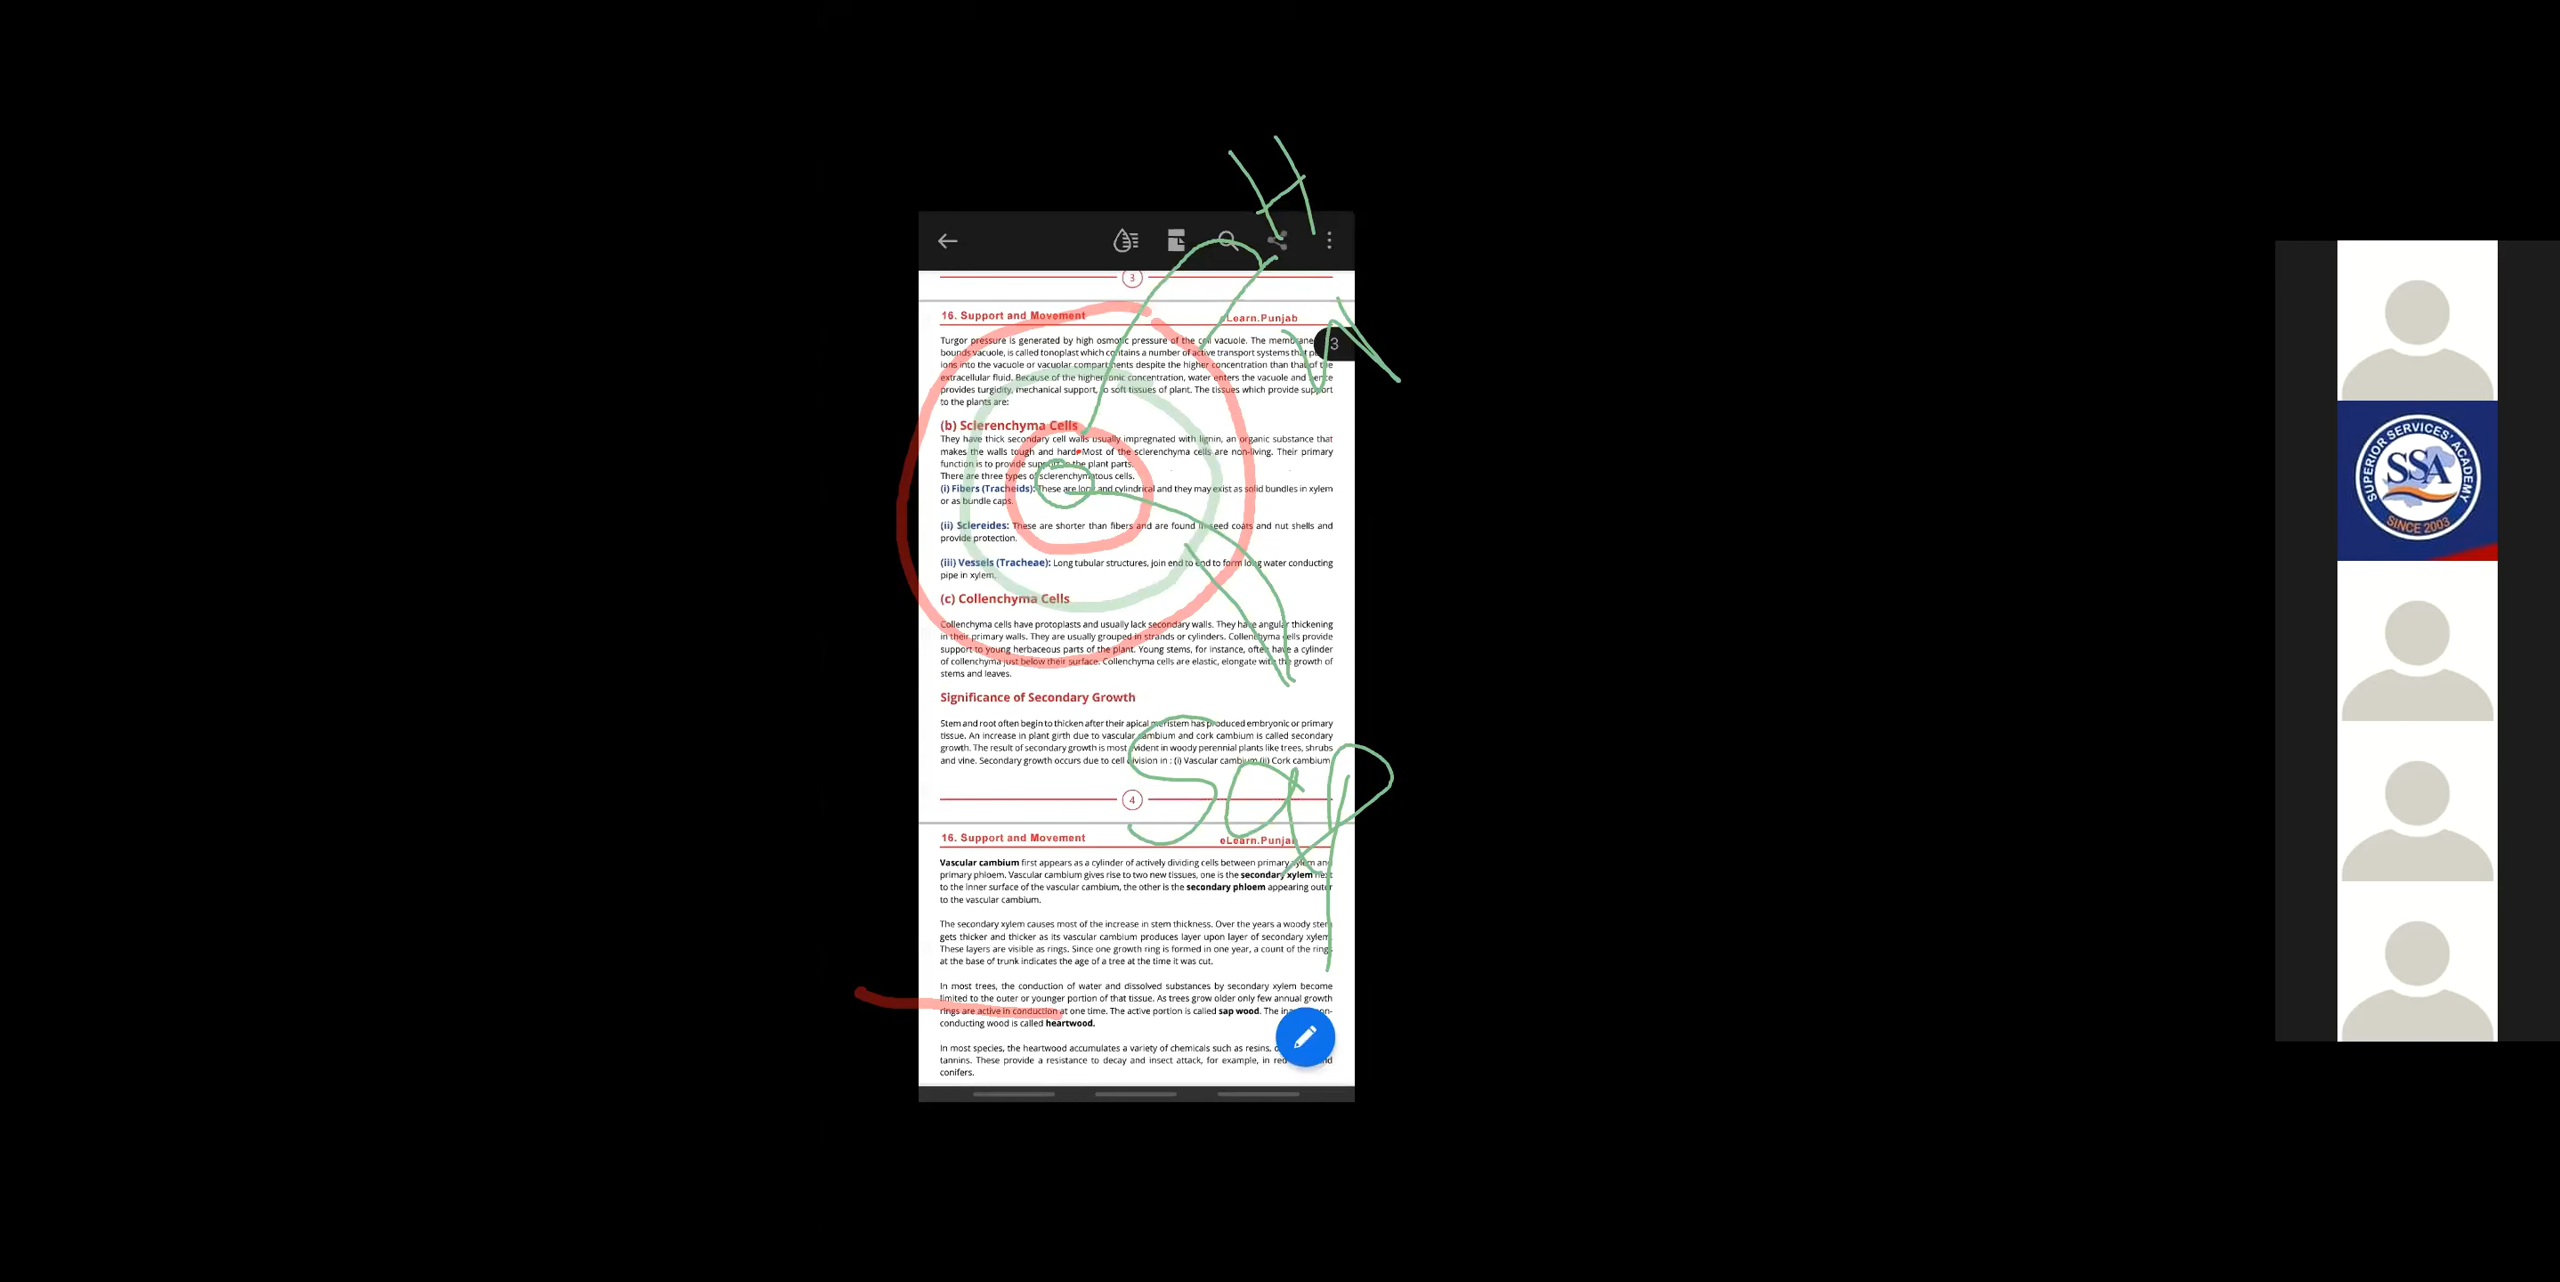 3
16. Support and Movement
eLearn.Punjab
3
Turgor pressure is generated by high osmotic pressure of the cell vacuole. The membrane
bounds vacuole, is called tonoplast which contains a number of active transport systems that
ions into the vacuole or vacuolar compartments despite the higher concentration than that of the
extracellular fluid. Because of the higher ionic concentration, water enters the vacuole and hence
provides turgidity, mechanical support, to soft tissues of plant. The tissues which provide support
to the plants are:
(b) Sclerenchyma Cells
They have thick secondary cell walls usually impregnated with lignin, an organic substance that
makes the walls tough and hard. Most of the sclerenchyma cells are non-living. Their primary
function is to provide support to the plant parts.
There are three types of sclerenchymatous cells.
(i) Fibers (Tracheids): These are long and cylindrical and they may exist as solid bundles in xylem
or as bundle caps.
(ii) Sclereides: These are shorter than fibers and are found in seed coats and nut shells and
provide protection.
(iii) Vessels (Tracheae): Long tubular structures, join end to end to form long water conducting
pipe in xylem.
(c) Collenchyma Cells
Collenchyma cells have protoplasts and usually lack secondary walls. They have angular thickening
in their primary walls. They are usually grouped in strands or cylinders. Collenchyma cells provide
support to young herbaceous parts of the plant. Young stems, for instance, often have a cylinder
of collenchyma just below their surface. Collenchyma cells are elastic, elongate with the growth of
stems and leaves.
Significance of Secondary Growth
Stem and root often begin to thicken after their apical meristem has produced embryonic or primary
tissue. An increase in plant girth due to vascular cambium and cork cambium is called secondary
growth. The result of secondary growth is most evident in woody perennial plants like trees, shrubs
and vine. Secondary growth occurs due to cell division in : (i) Vascular cambium (ii) Cork cambium
4
16. Support and Movement
eLearn.Punjab
Vascular cambium first appears as a cylinder of actively dividing cells between primary xylem and
primary phloem. Vascular cambium gives rise to two new tissues, one is the secondary xylem next
to the inner surface of the vascular cambium, the other is the secondary phloem appearing outer
to the vascular cambium.
The secondary xylem causes most of the increase in stem thickness. Over the years a woody stem
gets thicker and thicker as its vascular cambium produces layer upon layer of secondary xylem.
These layers are visible as rings. Since one growth ring is formed in one year, a count of the rings
at the base of trunk indicates the age of a tree at the time it was cut.
In most trees, the conduction of water and dissolved substances by secondary xylem become
limited to the outer or younger portion of that tissue. As trees grow older only few annual growth
rings are active in conduction at one time. The active portion is called sap wood. The
conducting wood is called heartwood.
In most species, the heartwood accumulates a variety of chemicals such as resins,
tannins. These provide a resistance to decay and insect attack, for example, in
conifers.
H
W
Sap
SUPERIOR SERVICES' ACADEMY
SSA
SINCE 2003